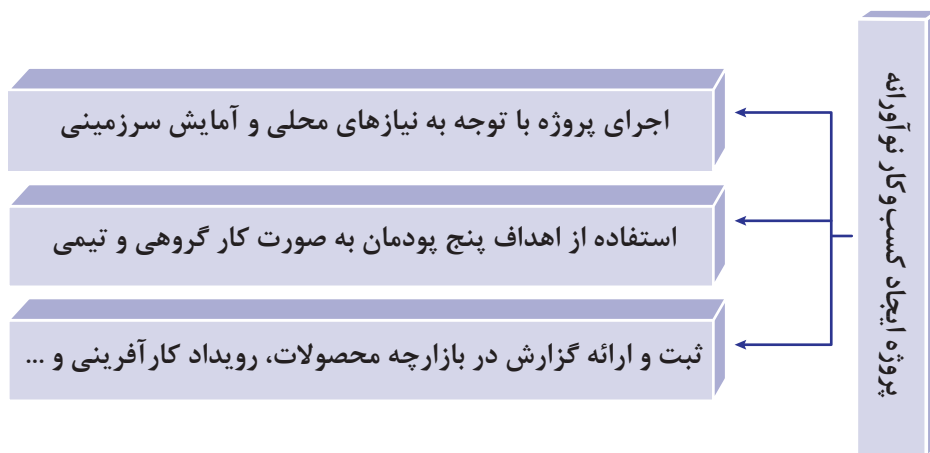 پروژه ایجاد کسب‌وکار نوآورانه
اجرای پروژه با توجه به نیازهای محلی و آمایش سرزمینی
استفاده از اهداف پنج پودمان به صورت کار گروهی و تیمی
ثبت و ارائه گزارش در بازارچه محصولات، رویداد کارآفرینی و ...